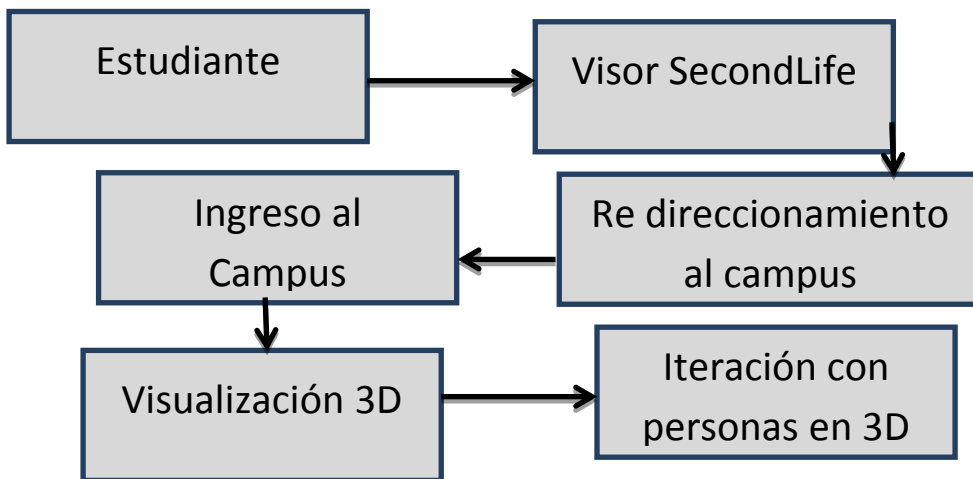 Estudiante
Visor SecondLife
Re direccionamiento
al campus
Ingreso al
Campus
Visualización 3D
Iteración con
personas en 3D